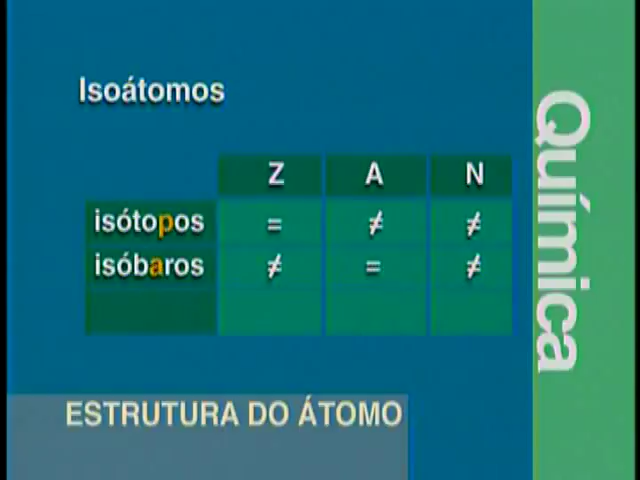 Isoátomos
Z A N
isótopos = ≠ ≠
isóbaros ≠ = ≠
ESTRUTURA DO ÁTOMO
Química